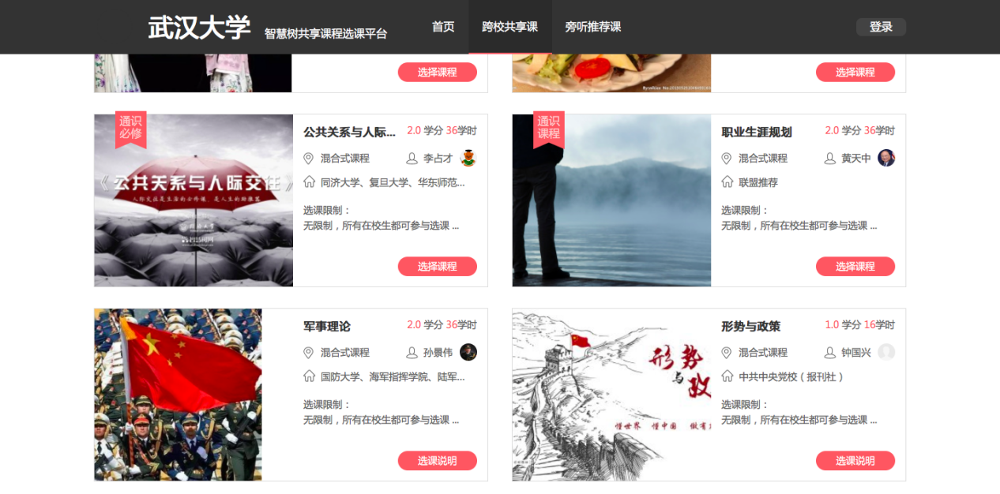 武汉大学 智慧树共享课程选课平台 首页 跨校共享课 旁听推荐课 登录
选择课程
选择课程
通识
必修
《公共关系与人际交往》
公共关系与人际... 2.0 学分 36学时
混合式课程 李占才
同济大学、复旦大学、华东师范...
选课限制：
无限制，所有在校生都可参与选课 ...
选择课程
通识
课程
职业生涯规划 2.0 学分 36学时
混合式课程 黄天中
联盟推荐
选课限制：
无限制，所有在校生都可参与选课 ...
选择课程
军事理论 2.0 学分 36学时
混合式课程 孙景伟
国防大学、海军指挥学院、陆军...
选课限制：
无限制，所有在校生都可参与选课 ...
选课说明
形势
与
政
懂世界 懂中国 做有
形势与政策 1.0 学分 16学时
混合式课程 钟国兴
中共中央党校（报刊社）
选课限制：
无限制，所有在校生都可参与选课 ...
选课说明